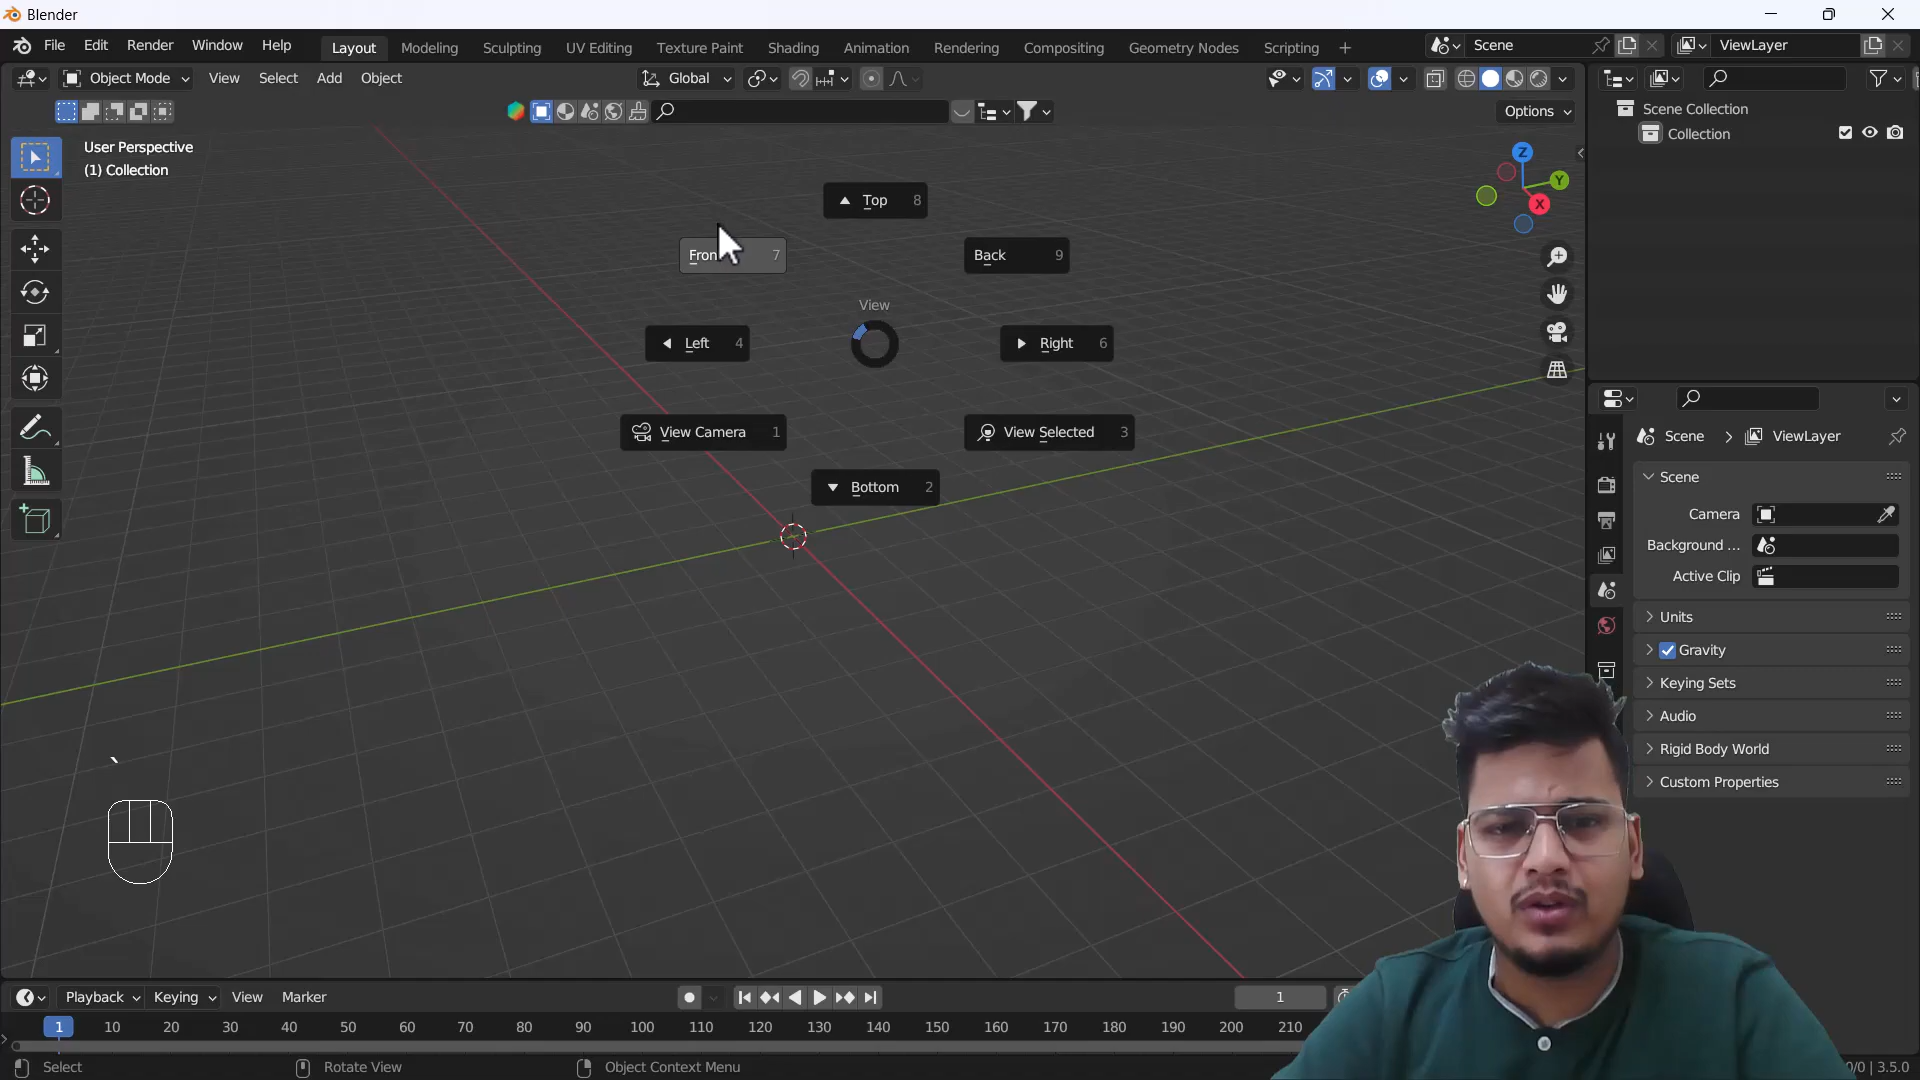 Blender
File Edit Render Window Help Layout Modeling Sculpting UV Editing Texture Paint Shading Animation Rendering Compositing Geometry Nodes Scripting + Scene ViewLayer
Object Mode View Select Add Object Global
Options
Scene Collection
Collection
User Perspective
(1) Collection
Z
Y
X
Top 8
7
Back 9
View
Left 4
Right 6
View Camera 1
View Selected 3
Bottom 2
Scene > ViewLayer
Scene
Camera
Background ...
Active Clip
Units
Gravity
Keying Sets
Audio
Rigid Body World
Custom Properties
`
Playback Keying View Marker 1
1 10 20 30 40 50 60 70 80 90 100 110 120 130 140 150 160 170 180 190 200 210
Select Rotate View Object Context Menu 3.5.0